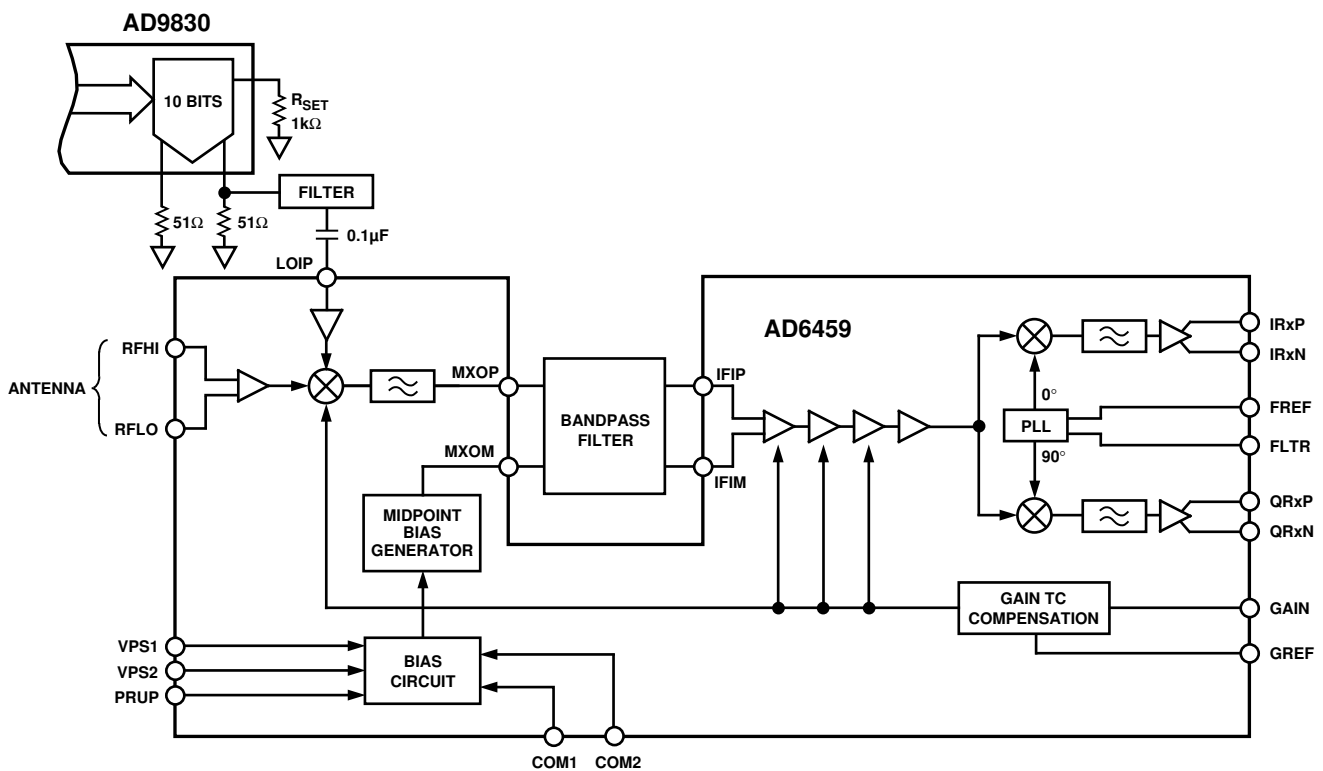 AD9830
10 BITS
RSET
1kΩ
FILTER
51Ω
51Ω
0.1µF
LOIP
AD6459
RFHI
ANTENNA
RFLO
MXOP
MXOM
BANDPASS
FILTER
IFIP
IFIM
0°
PLL
90°
IRxP
IRxN
FREF
FLTR
QRxP
QRxN
MIDPOINT
BIAS
GENERATOR
GAIN TC
COMPENSATION
GAIN
GREF
VPS1
VPS2
PRUP
BIAS
CIRCUIT
COM1
COM2